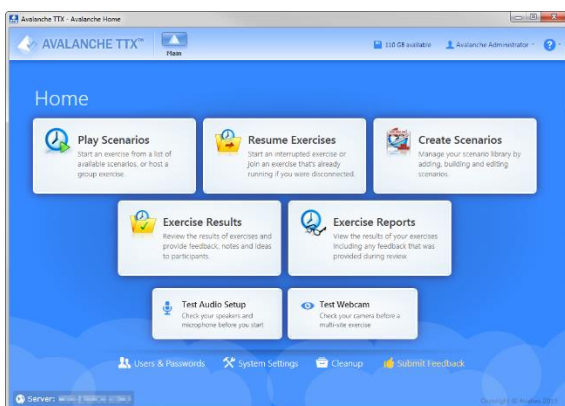 Avalanche TTX - Avalanche Home
AVALANCHE TTX™
Main
110 GB available
Avalanche Administrator
?
Home
Play Scenarios
Start an exercise from a list of
available scenarios, or host a
group exercise.
Resume Exercises
Start an interrupted exercise or
join an exercise that's already
running if you were disconnected.
Create Scenarios
Manage your scenario library by
adding, building and editing
scenarios.
Exercise Results
Review the results of exercises and
provide feedback, notes and ideas
to participants.
Exercise Reports
View the results of your exercises
including any feedback that was
provided during review.
Test Audio Setup
Check your speakers and
microphone before you start
Test Webcam
Check your camera before a
multi-site exercise
Users & Passwords
System Settings
Cleanup
Submit Feedback
Server:
Copyright ©